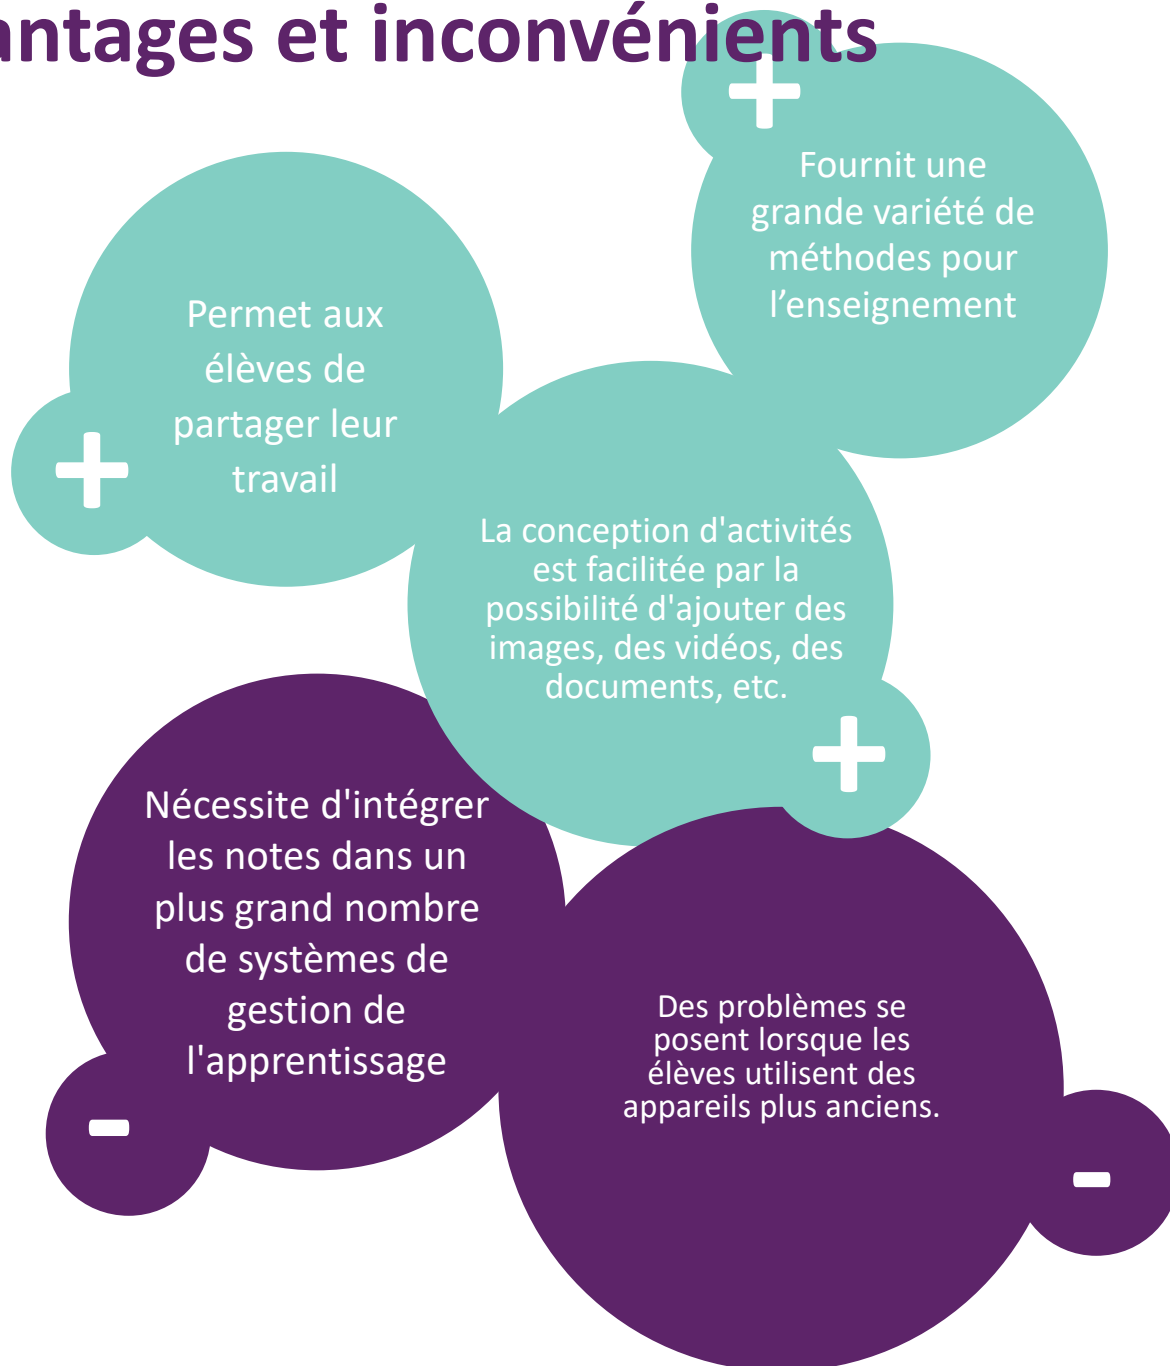 antages et inconvénients
+
Fournit une
grande variété de
méthodes pour
l’enseignement
Permet aux
élèves de
partager leur
travail
+
La conception d'activités
est facilitée par la
possibilité d'ajouter des
images, des vidéos, des
documents, etc.
+
Nécessite d'intégrer
les notes dans un
plus grand nombre
de systèmes de
gestion de
l'apprentissage
-
Des problèmes se
posent lorsque les
élèves utilisent des
appareils plus anciens.
-